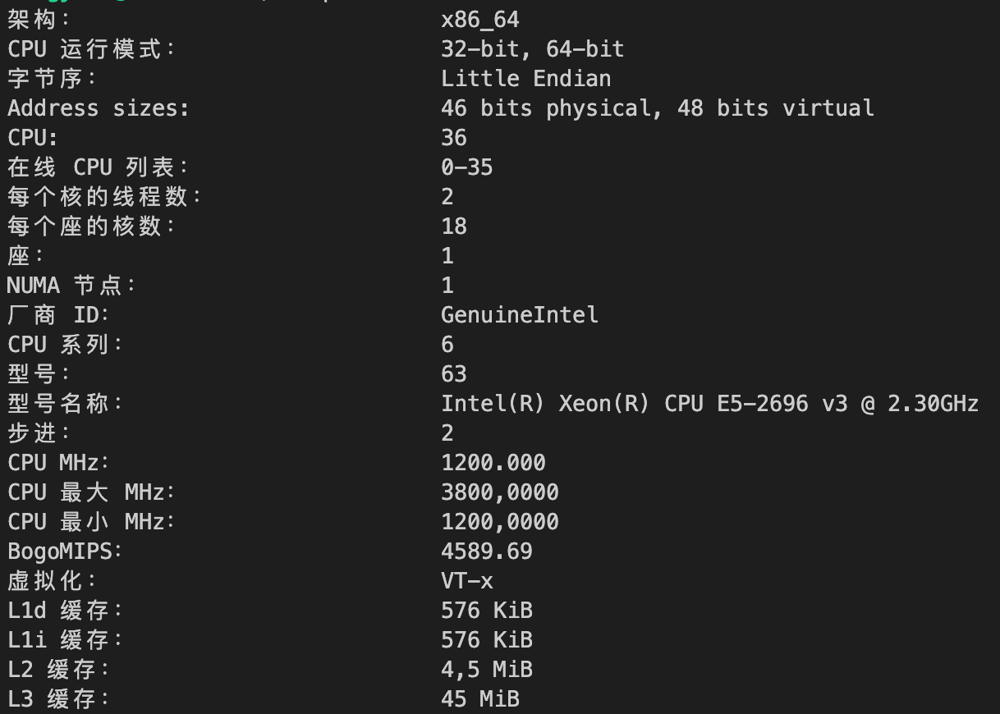 架构： x86_64
CPU 运行模式： 32-bit, 64-bit
字节序： Little Endian
Address sizes: 46 bits physical, 48 bits virtual
CPU: 36
在线 CPU 列表： 0-35
每个核的线程数： 2
每个座的核数： 18
座： 1
NUMA 节点： 1
厂商 ID： GenuineIntel
CPU 系列： 6
型号： 63
型号名称： Intel(R) Xeon(R) CPU E5-2696 v3 @ 2.30GHz
步进： 2
CPU MHz： 1200.000
CPU 最大 MHz： 3800,0000
CPU 最小 MHz： 1200,0000
BogoMIPS： 4589.69
虚拟化： VT-x
L1d 缓存： 576 KiB
L1i 缓存： 576 KiB
L2 缓存： 4,5 MiB
L3 缓存： 45 MiB